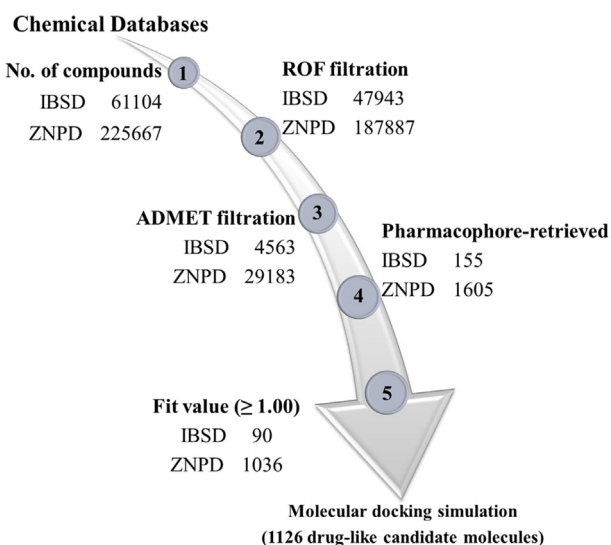 Chemical Databases
No. of compounds
IBSD 61104
ZNPD 225667
1
ROF filtration
IBSD 47943
ZNPD 187887
2
ADMET filtration
IBSD 4563
ZNPD 29183
3
Pharmacophore-retrieved
IBSD 155
ZNPD 1605
4
Fit value (≥ 1.00)
IBSD 90
ZNPD 1036
5
Molecular docking simulation
(1126 drug-like candidate molecules)